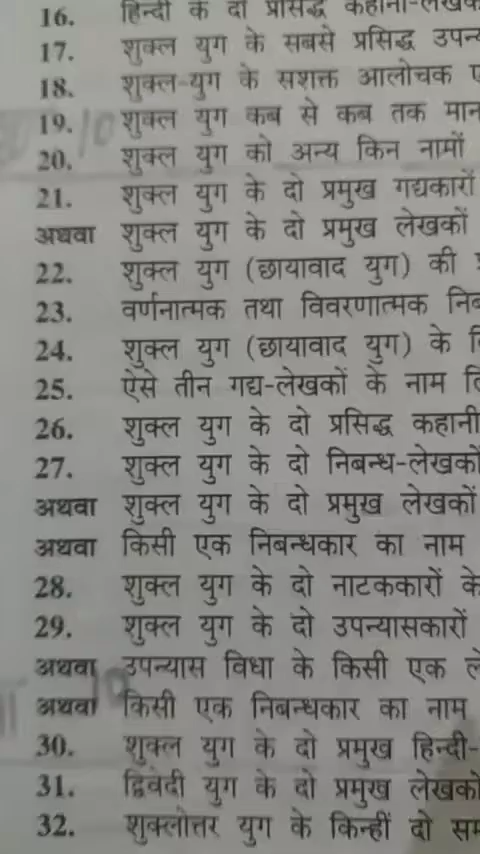 16. हिन्दी के दो प्रसिद्ध कहानी-लेखक
17. शुक्ल युग के सबसे प्रसिद्ध
18. शुक्ल-युग के सशक्त आलोचक
19. शुक्ल युग कब से कब तक मान
20. शुक्ल युग को अन्य किन नामों
21. शुक्ल युग के दो प्रमुख गद्यकारों
अथवा शुक्ल युग के दो प्रमुख लेखकों
22. शुक्ल युग (छायावाद युग) की
23. वर्णनात्मक तथा विवरणात्मक
24. शुक्ल युग (छायावाद युग) के
25. ऐसे तीन गद्य-लेखकों के नाम
26. शुक्ल युग के दो प्रसिद्ध कहानी
27. शुक्ल युग के दो निबन्ध-लेखकों
अथवा शुक्ल युग के दो प्रमुख लेखकों
अथवा किसी एक निबन्धकार का नाम
28. शुक्ल युग के दो नाटककारों के
29. शुक्ल युग के दो उपन्यासकारों
अथवा उपन्यास विधा के किसी एक
अथवा किसी एक निबन्धकार का नाम
30. शुक्ल युग के दो प्रमुख हिन्दी-
31. द्विवेदी युग के दो प्रमुख लेखकों
32. शुक्लोत्तर युग के किन्हीं दो